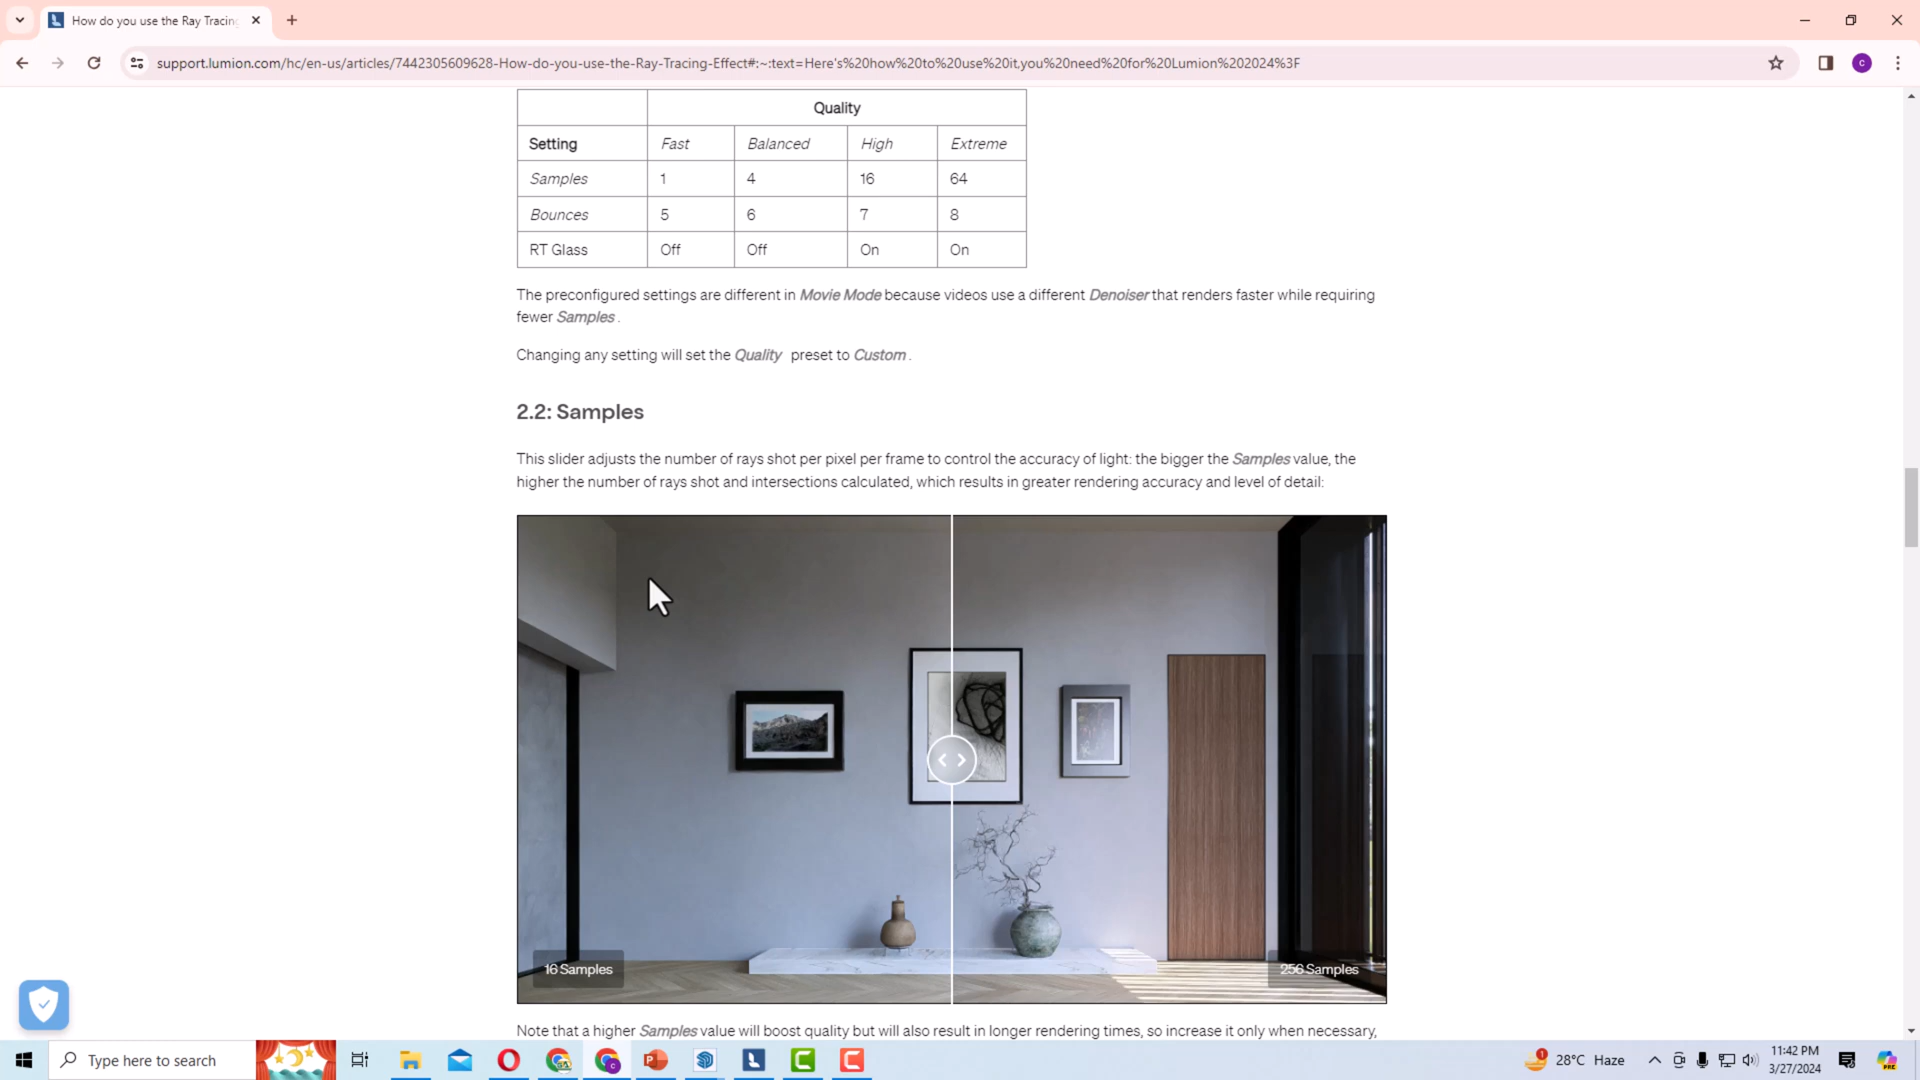 How do you use the Ray Tracing
support.lumion.com/hc/en-us/articles/7442305609628-How-do-you-use-the-Ray-Tracing-Effect#:~:text=Here's%20how%20to%20use%20it,you%20need%20for%20Lumion%202024%3F
C
Quality
Setting Fast Balanced High Extreme
Samples 1 4 16 64
Bounces 5 6 7 8
RT Glass Off Off On On
The preconfigured settings are different in Movie Mode because videos use a different Denoiser that renders faster while requiring
fewer Samples .
Changing any setting will set the Quality preset to Custom .
2.2: Samples
This slider adjusts the number of rays shot per pixel per frame to control the accuracy of light: the bigger the Samples value, the
higher the number of rays shot and intersections calculated, which results in greater rendering accuracy and level of detail:
16 Samples
256 Samples
Note that a higher Samples value will boost quality but will also result in longer rendering times, so increase it only when necessary,
Type here to search
1
28°C Haze
11:42 PM
3/27/2024
PRE